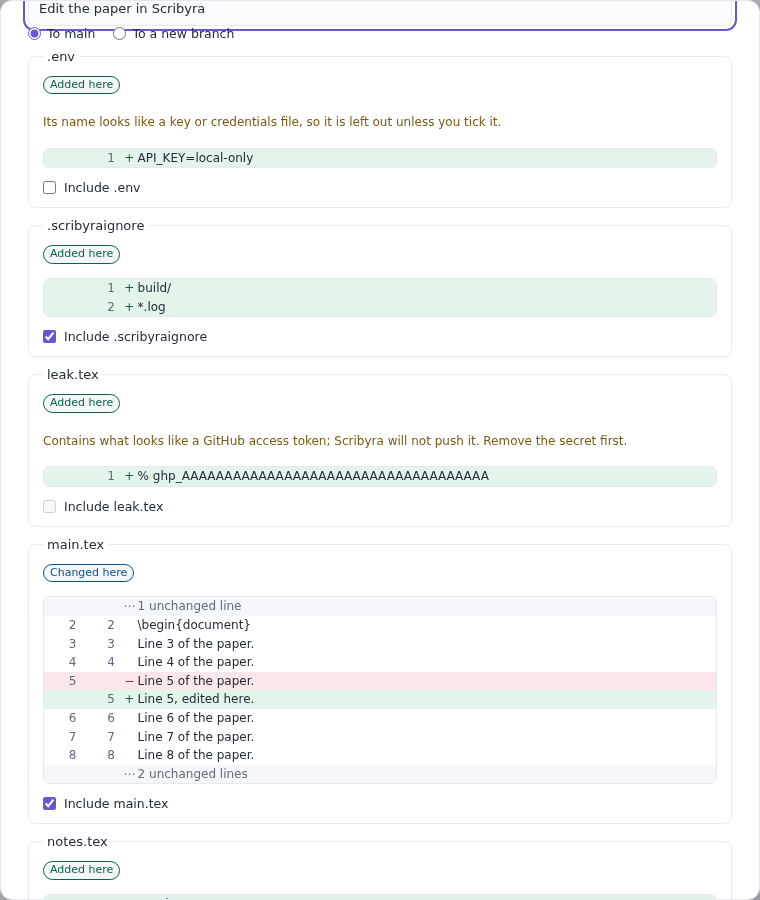 Edit the paper in Scribyra
To main To a new branch
.env
Added here
Its name looks like a key or credentials file, so it is left out unless you tick it.
1 + API_KEY=local-only
Include .env
.scribyraignore
Added here
1 + build/
2 + *.log
Include .scribyraignore
leak.tex
Added here
Contains what looks like a GitHub access token; Scribyra will not push it. Remove the secret first.
1 + % ghp_AAAAAAAAAAAAAAAAAAAAAAAAAAAAAAAAAAAA
Include leak.tex
main.tex
Changed here
⋯ 1 unchanged line
2 2 \begin{document}
3 3 Line 3 of the paper.
4 4 Line 4 of the paper.
5 − Line 5 of the paper.
5 + Line 5, edited here.
6 6 Line 6 of the paper.
7 7 Line 7 of the paper.
8 8 Line 8 of the paper.
⋯ 2 unchanged lines
Include main.tex
notes.tex
Added here